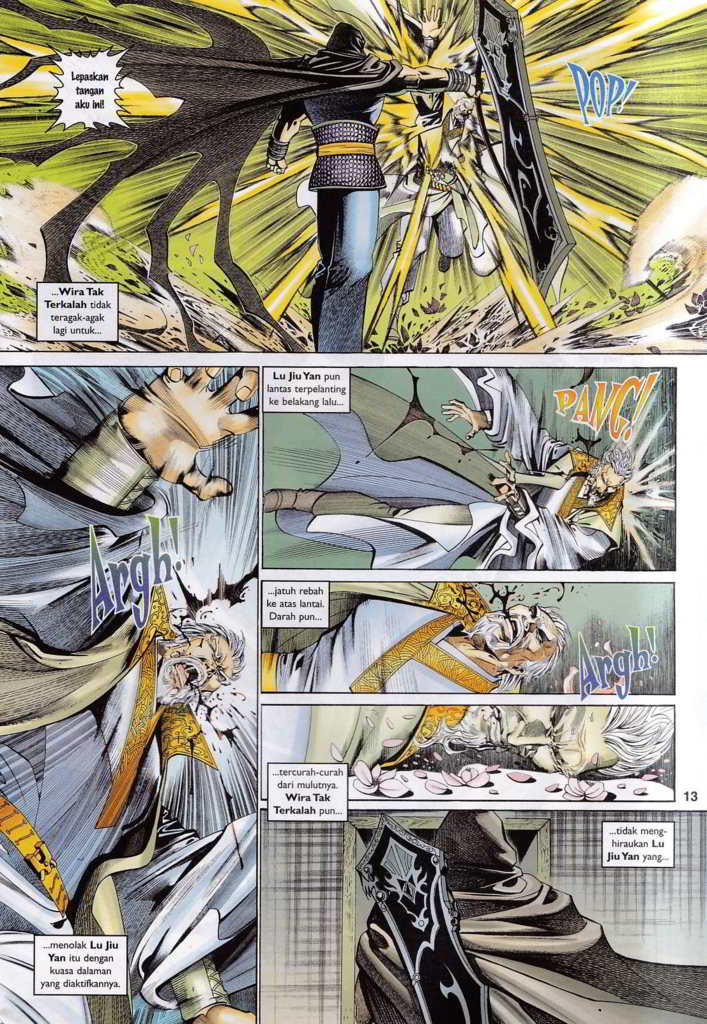 Lepaskan
tangan
aku ini!
POP!
...Wira Tak
Terkalah tidak
teragak-agak
lagi untuk...
Argh!
...menolak Lu Jiu
Yan itu dengan
kuasa dalaman
yang diaktifkannya.
Lu Jiu Yan pun
lantas terpelanting
ke belakang lalu...
PANG!
...jatuh rebah
ke atas lantai.
Darah pun...
Argh!
...tercurah-curah
dari mulutnya.
Wira Tak
Terkalah pun...
13
...tidak meng-
hiraukan Lu
Jiu Yan yang...